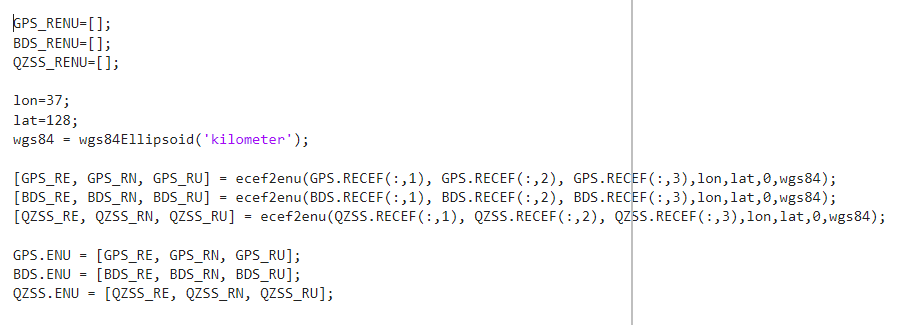 GPS_RENU=[];
BDS_RENU=[];
QZSS_RENU=[];
lon=37;
lat=128;
wgs84 = wgs84Ellipsoid('kilometer');
[GPS_RE, GPS_RN, GPS_RU] = ecef2enu(GPS.RECEF(:,1), GPS.RECEF(:,2), GPS.RECEF(:,3),lon,lat,0,wgs84);
[BDS_RE, BDS_RN, BDS_RU] = ecef2enu(BDS.RECEF(:,1), BDS.RECEF(:,2), BDS.RECEF(:,3),lon,lat,0,wgs84);
[QZSS_RE, QZSS_RN, QZSS_RU] = ecef2enu(QZSS.RECEF(:,1), QZSS.RECEF(:,2), QZSS.RECEF(:,3),lon,lat,0,wgs84);
GPS.ENU = [GPS_RE, GPS_RN, GPS_RU];
BDS.ENU = [BDS_RE, BDS_RN, BDS_RU];
QZSS.ENU = [QZSS_RE, QZSS_RN, QZSS_RU];